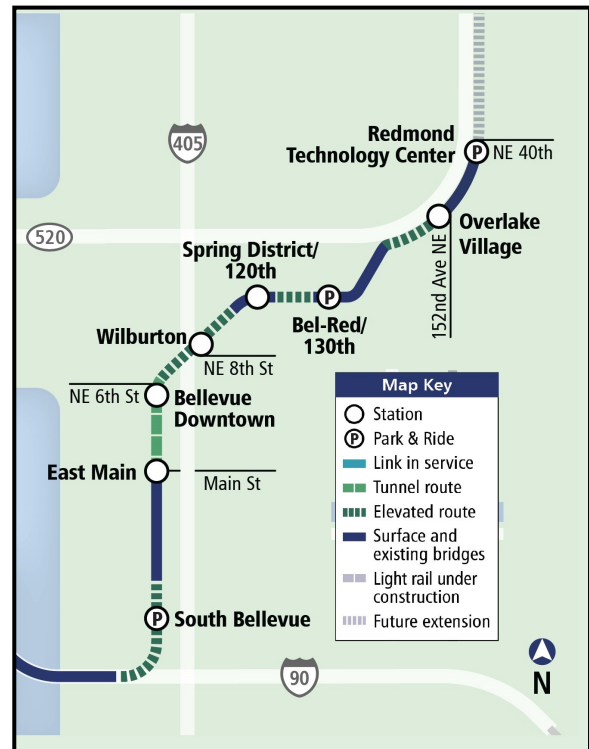 405
Redmond
Technology Center
P
NE 40th
520
Overlake
Village
152nd Ave NE
Spring District/
120th
P
Bel-Red/
130th
Wilburton
NE 8th St
NE 6th St
Bellevue
Downtown
East Main
Main St
P
South Bellevue
90
Map Key
Station
P
Park & Ride
Link in service
Tunnel route
Elevated route
Surface and
existing bridges
Light rail under
construction
Future extension
N